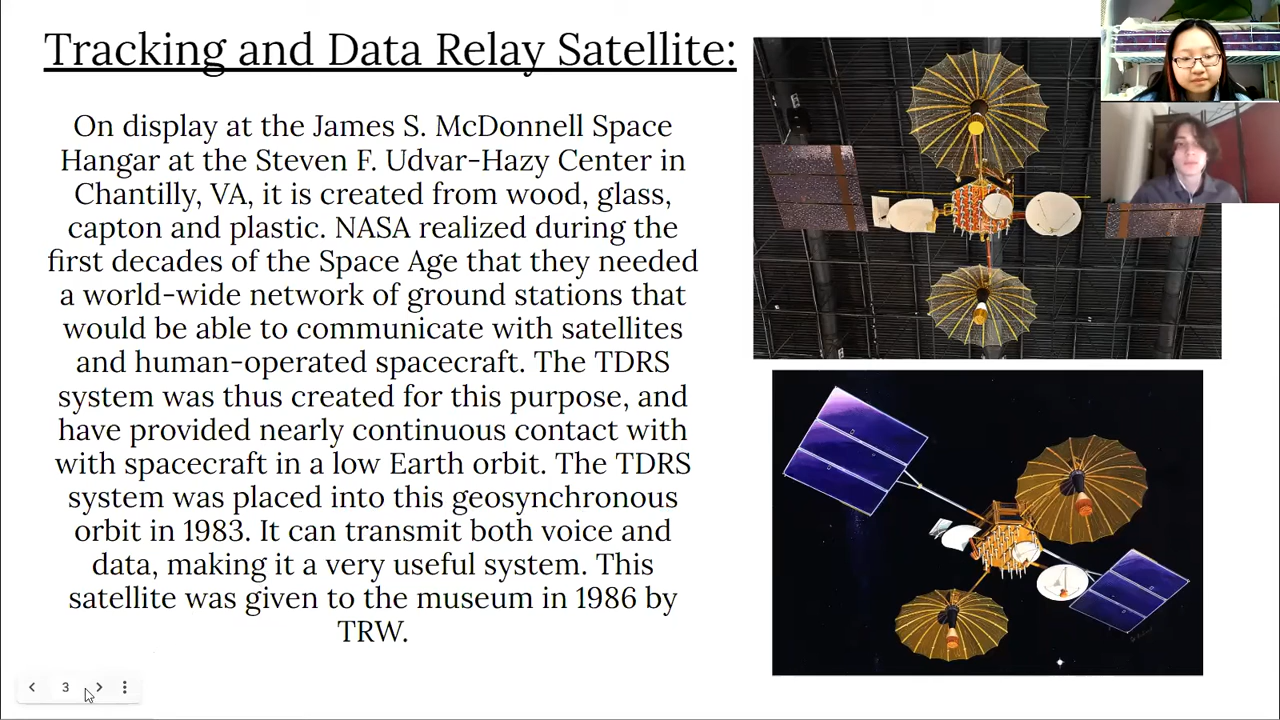 Tracking and Data Relay Satellite:
On display at the James S. McDonnell Space
Hangar at the Steven F. Udvar-Hazy Center in
Chantilly, VA, it is created from wood, glass,
capton and plastic. NASA realized during the
first decades of the Space Age that they needed
a world-wide network of ground stations that
would be able to communicate with satellites
and human-operated spacecraft. The TDRS
system was thus created for this purpose, and
have provided nearly continuous contact with
with spacecraft in a low Earth orbit. The TDRS
system was placed into this geosynchronous
orbit in 1983. It can transmit both voice and
data, making it a very useful system. This
satellite was given to the museum in 1986 by
TRW.
3